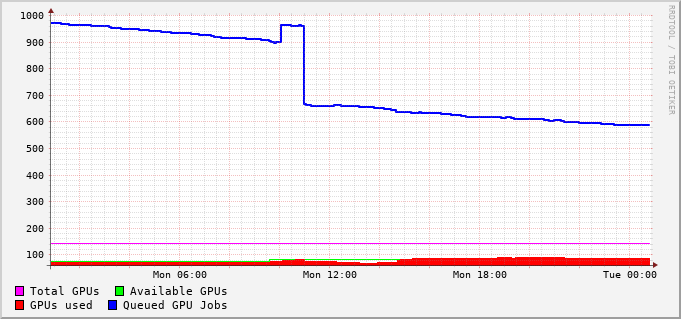 1000
900
800
700
600
500
400
300
200
100
Mon 06:00 Mon 12:00 Mon 18:00 Tue 00:00
Total GPUs Available GPUs
GPUs used Queued GPU Jobs
RRDTOOL / TOBI OETIKER